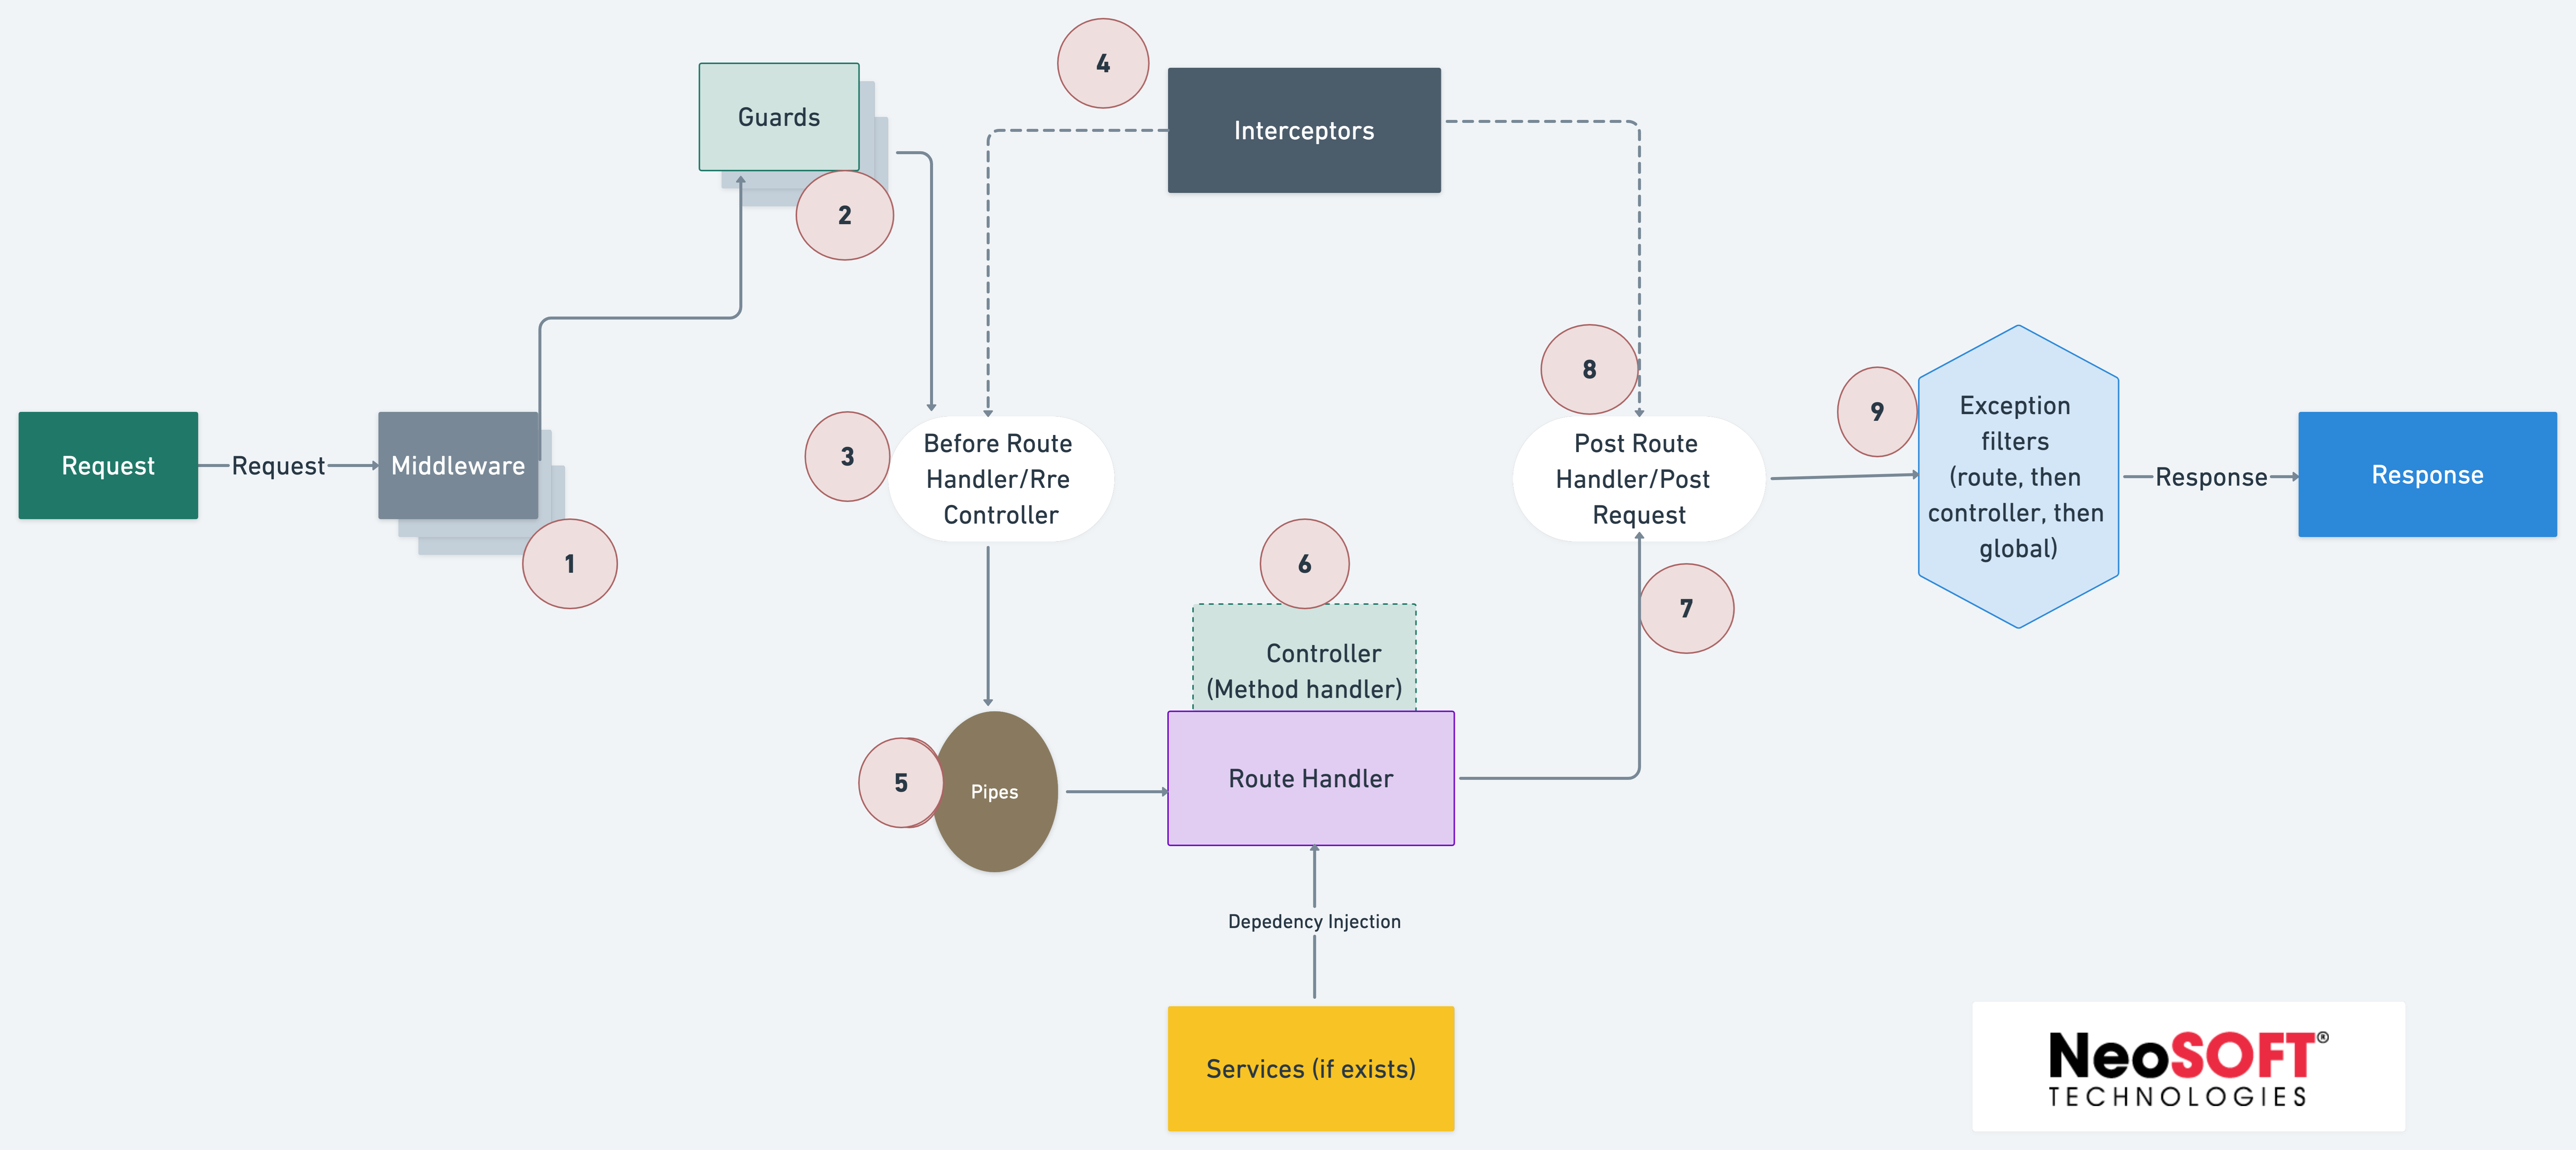 4
Guards
Interceptors
2
8
9
Exception
filters
(route, then
controller, then
global)
3
Before Route
Handler/Rre
Controller
Post Route
Handler/Post
Request
Request
Request
Middleware
Response
Response
1
6
7
Controller
(Method handler)
5
Pipes
Route Handler
Depedency Injection
Services (if exists)
NeoSOFT®
TECHNOLOGIES